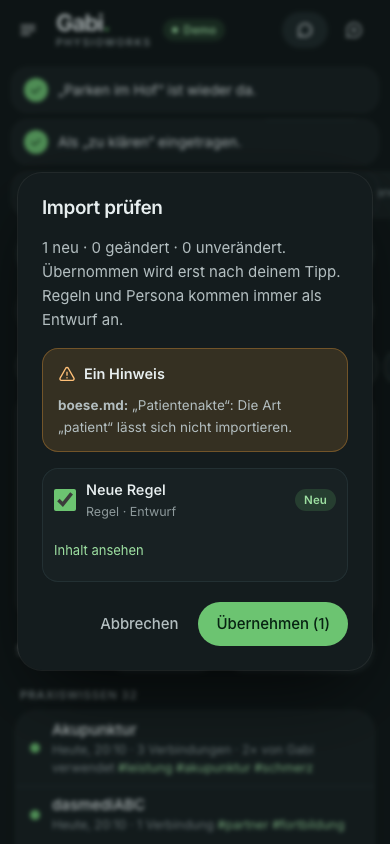 Gabi.
PHYSIOWORKS
Demo
„Parken im Hof“ ist wieder da.
Als „zu klären“ eingetragen.
Import prüfen
1 neu · 0 geändert · 0 unverändert.
Übernommen wird erst nach deinem Tipp.
Regeln und Persona kommen immer als
Entwurf an.
Ein Hinweis
boese.md: „Patientenakte“: Die Art
„patient“ lässt sich nicht importieren.
Neue Regel
Neu
Regel · Entwurf
Inhalt ansehen
Abbrechen
Übernehmen (1)
PRAXISWISSEN 22
Akupunktur
Heute, 20:10 · 3 Verbindungen · 2× von Gabi
verwendet #leistung #akupunktur #schmerz
dasmediABC
Heute, 20:10 · 1 Verbindung #partner #fortbildung